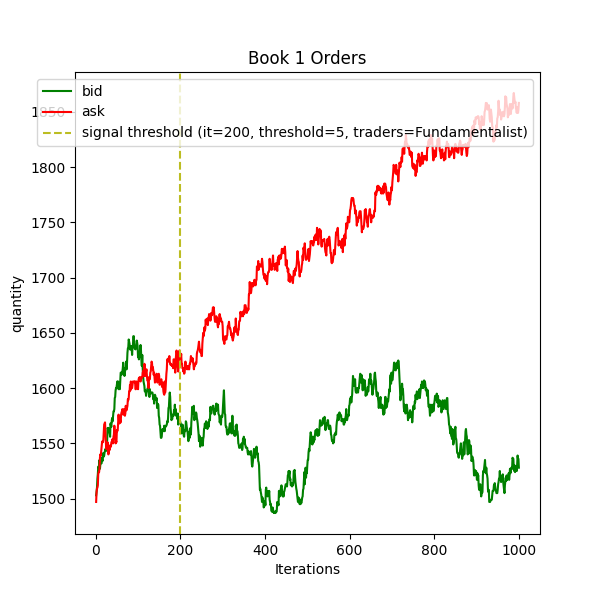 Book 1 Orders
bid
ask
signal threshold (it=200, threshold=5, traders=Fundamentalist)
1850
1800
1750
1700
1650
1600
1550
1500
quantity
0 200 400 600 800 1000
Iterations